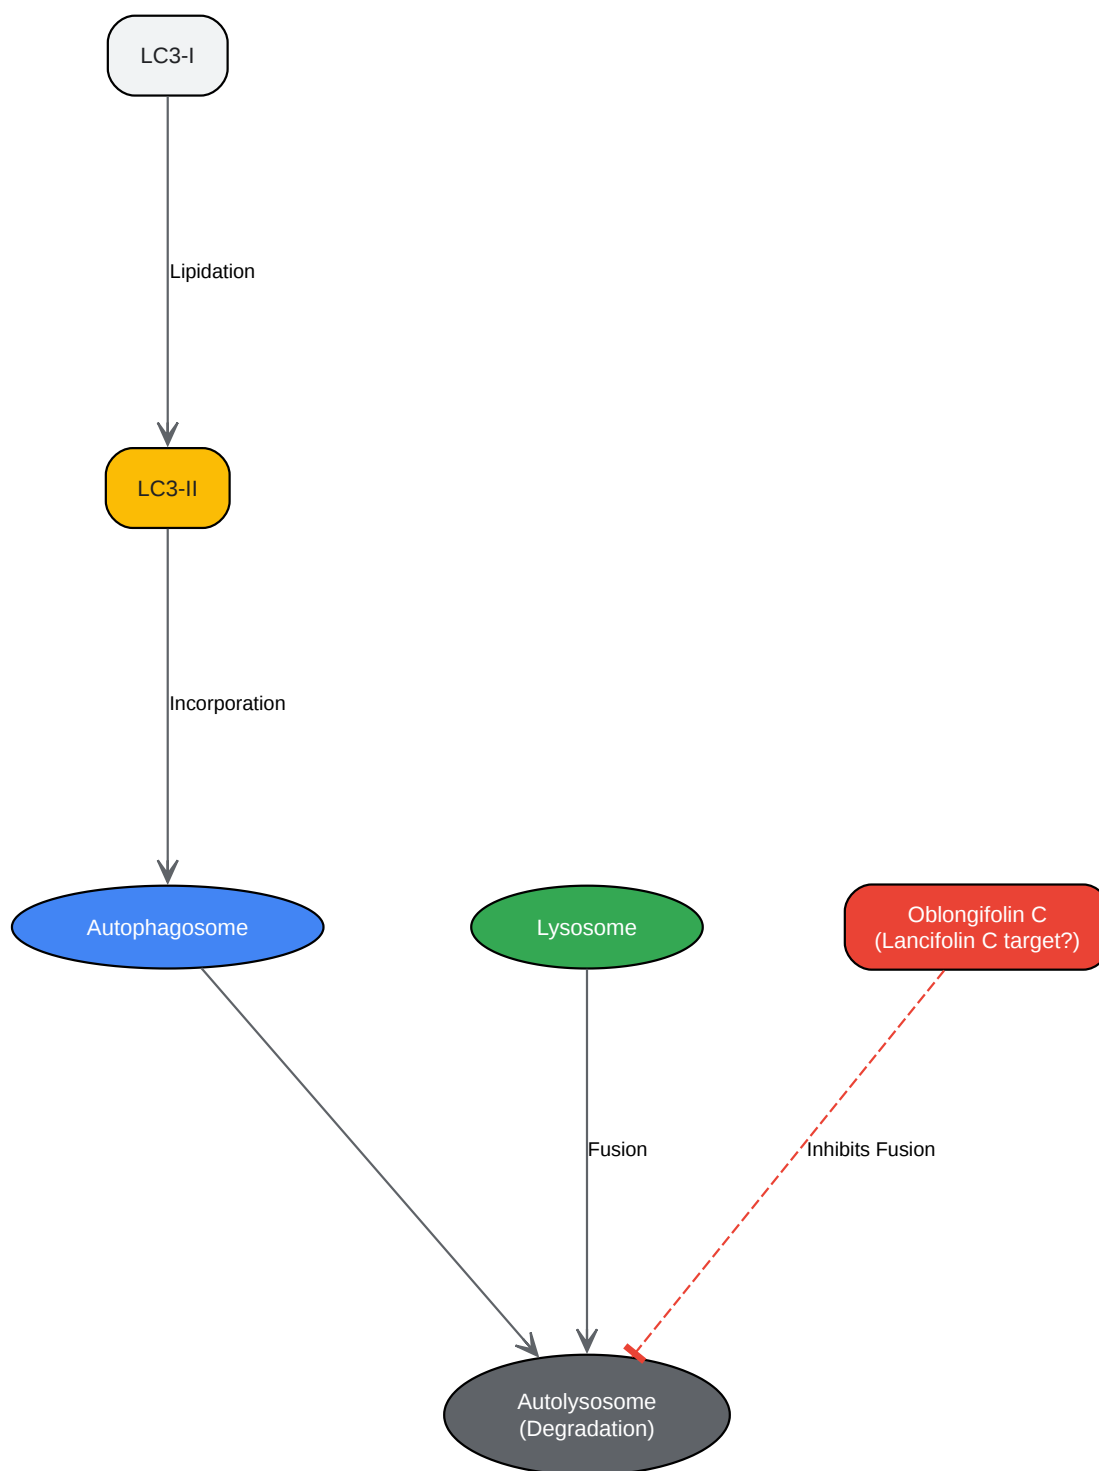 LC3-I
Lipidation
LC3-II
Incorporation
Autophagosome
Lysosome
Oblongifolin C
(Lancifolin C target?)
Fusion
Inhibits Fusion
Autolysosome
(Degradation)